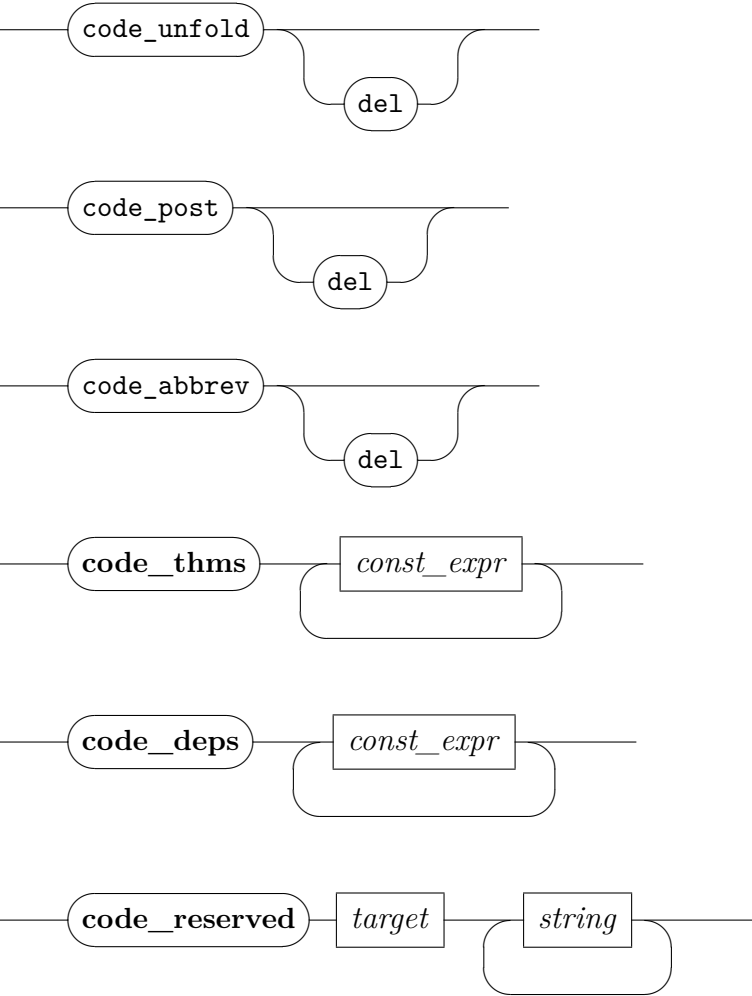 code_unfold
del
code_post
del
code_abbrev
del
code_thms const_expr
code_deps const_expr
code_reserved target string